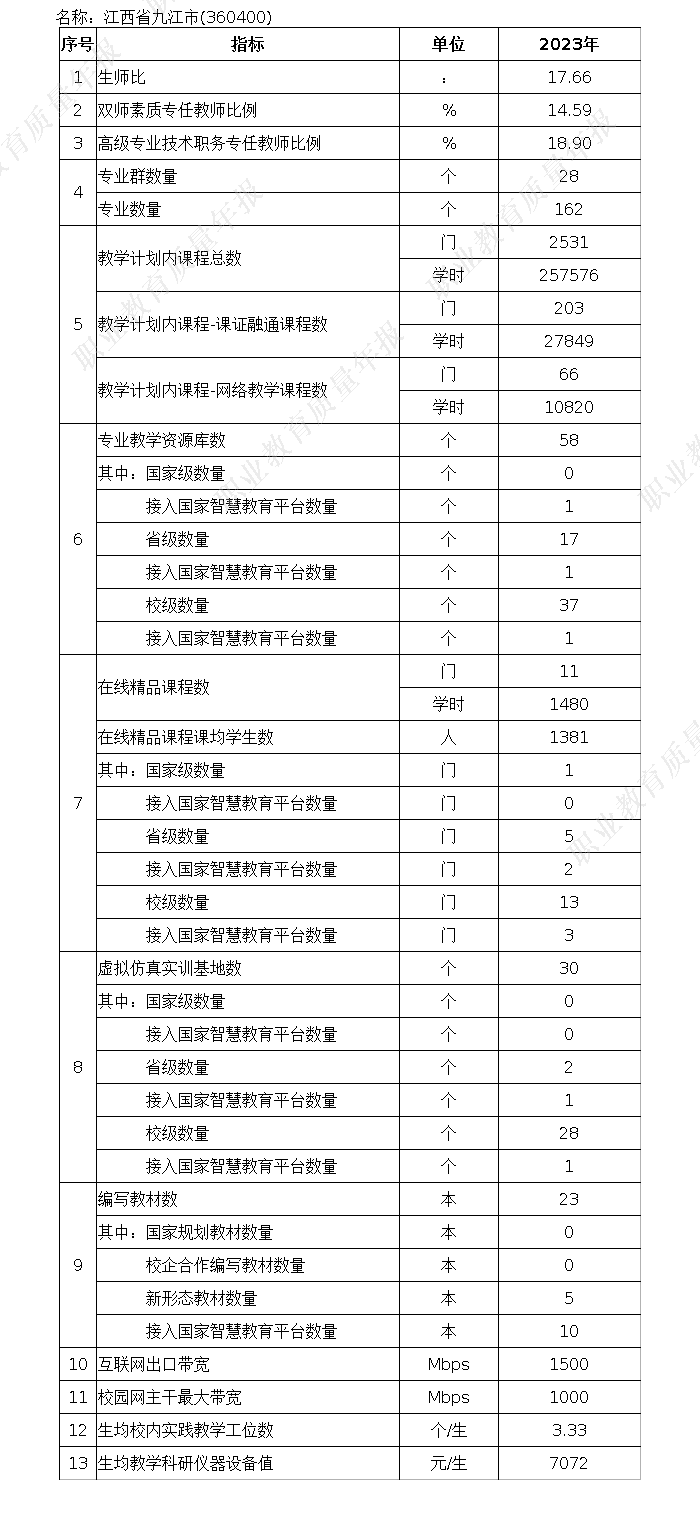 名称：江西省九江市(360400)
序号 指标 单位 2023年
1 生师比 ： 17.66
2 双师素质专任教师比例 % 14.59
3 高级专业技术职务专任教师比例 % 18.90
4 专业群数量 个 28
专业数量 个 162
5 教学计划内课程总数 门 2531
学时 257576
教学计划内课程-课证融通课程数 门 203
学时 27849
教学计划内课程-网络教学课程数 门 66
学时 10820
6 专业教学资源库数 个 58
其中：国家级数量 个 0
接入国家智慧教育平台数量 个 1
省级数量 个 17
接入国家智慧教育平台数量 个 1
校级数量 个 37
接入国家智慧教育平台数量 个 1
7 在线精品课程数 门 11
学时 1480
在线精品课程课均学生数 人 1381
其中：国家级数量 门 1
接入国家智慧教育平台数量 门 0
省级数量 门 5
接入国家智慧教育平台数量 门 2
校级数量 门 13
接入国家智慧教育平台数量 门 3
8 虚拟仿真实训基地数 个 30
其中：国家级数量 个 0
接入国家智慧教育平台数量 个 0
省级数量 个 2
接入国家智慧教育平台数量 个 1
校级数量 个 28
接入国家智慧教育平台数量 个 1
9 编写教材数 本 23
其中：国家规划教材数量 本 0
校企合作编写教材数量 本 0
新形态教材数量 本 5
接入国家智慧教育平台数量 本 10
10 互联网出口带宽 Mbps 1500
11 校园网主干最大带宽 Mbps 1000
12 生均校内实践教学工位数 个/生 3.33
13 生均教学科研仪器设备值 元/生 7072
职业教育质量年报
职业教育质量年报
职业教育质量年报